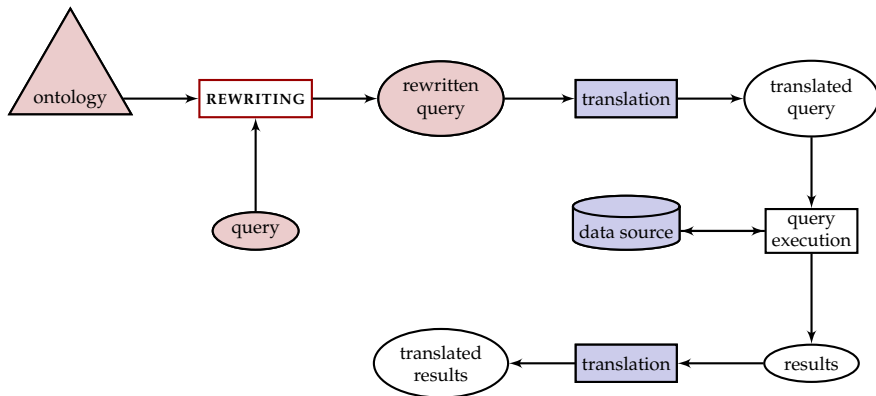 ontology
REWRITING
rewritten
query
translation
translated
query
query
data source
query
execution
translated
results
translation
results